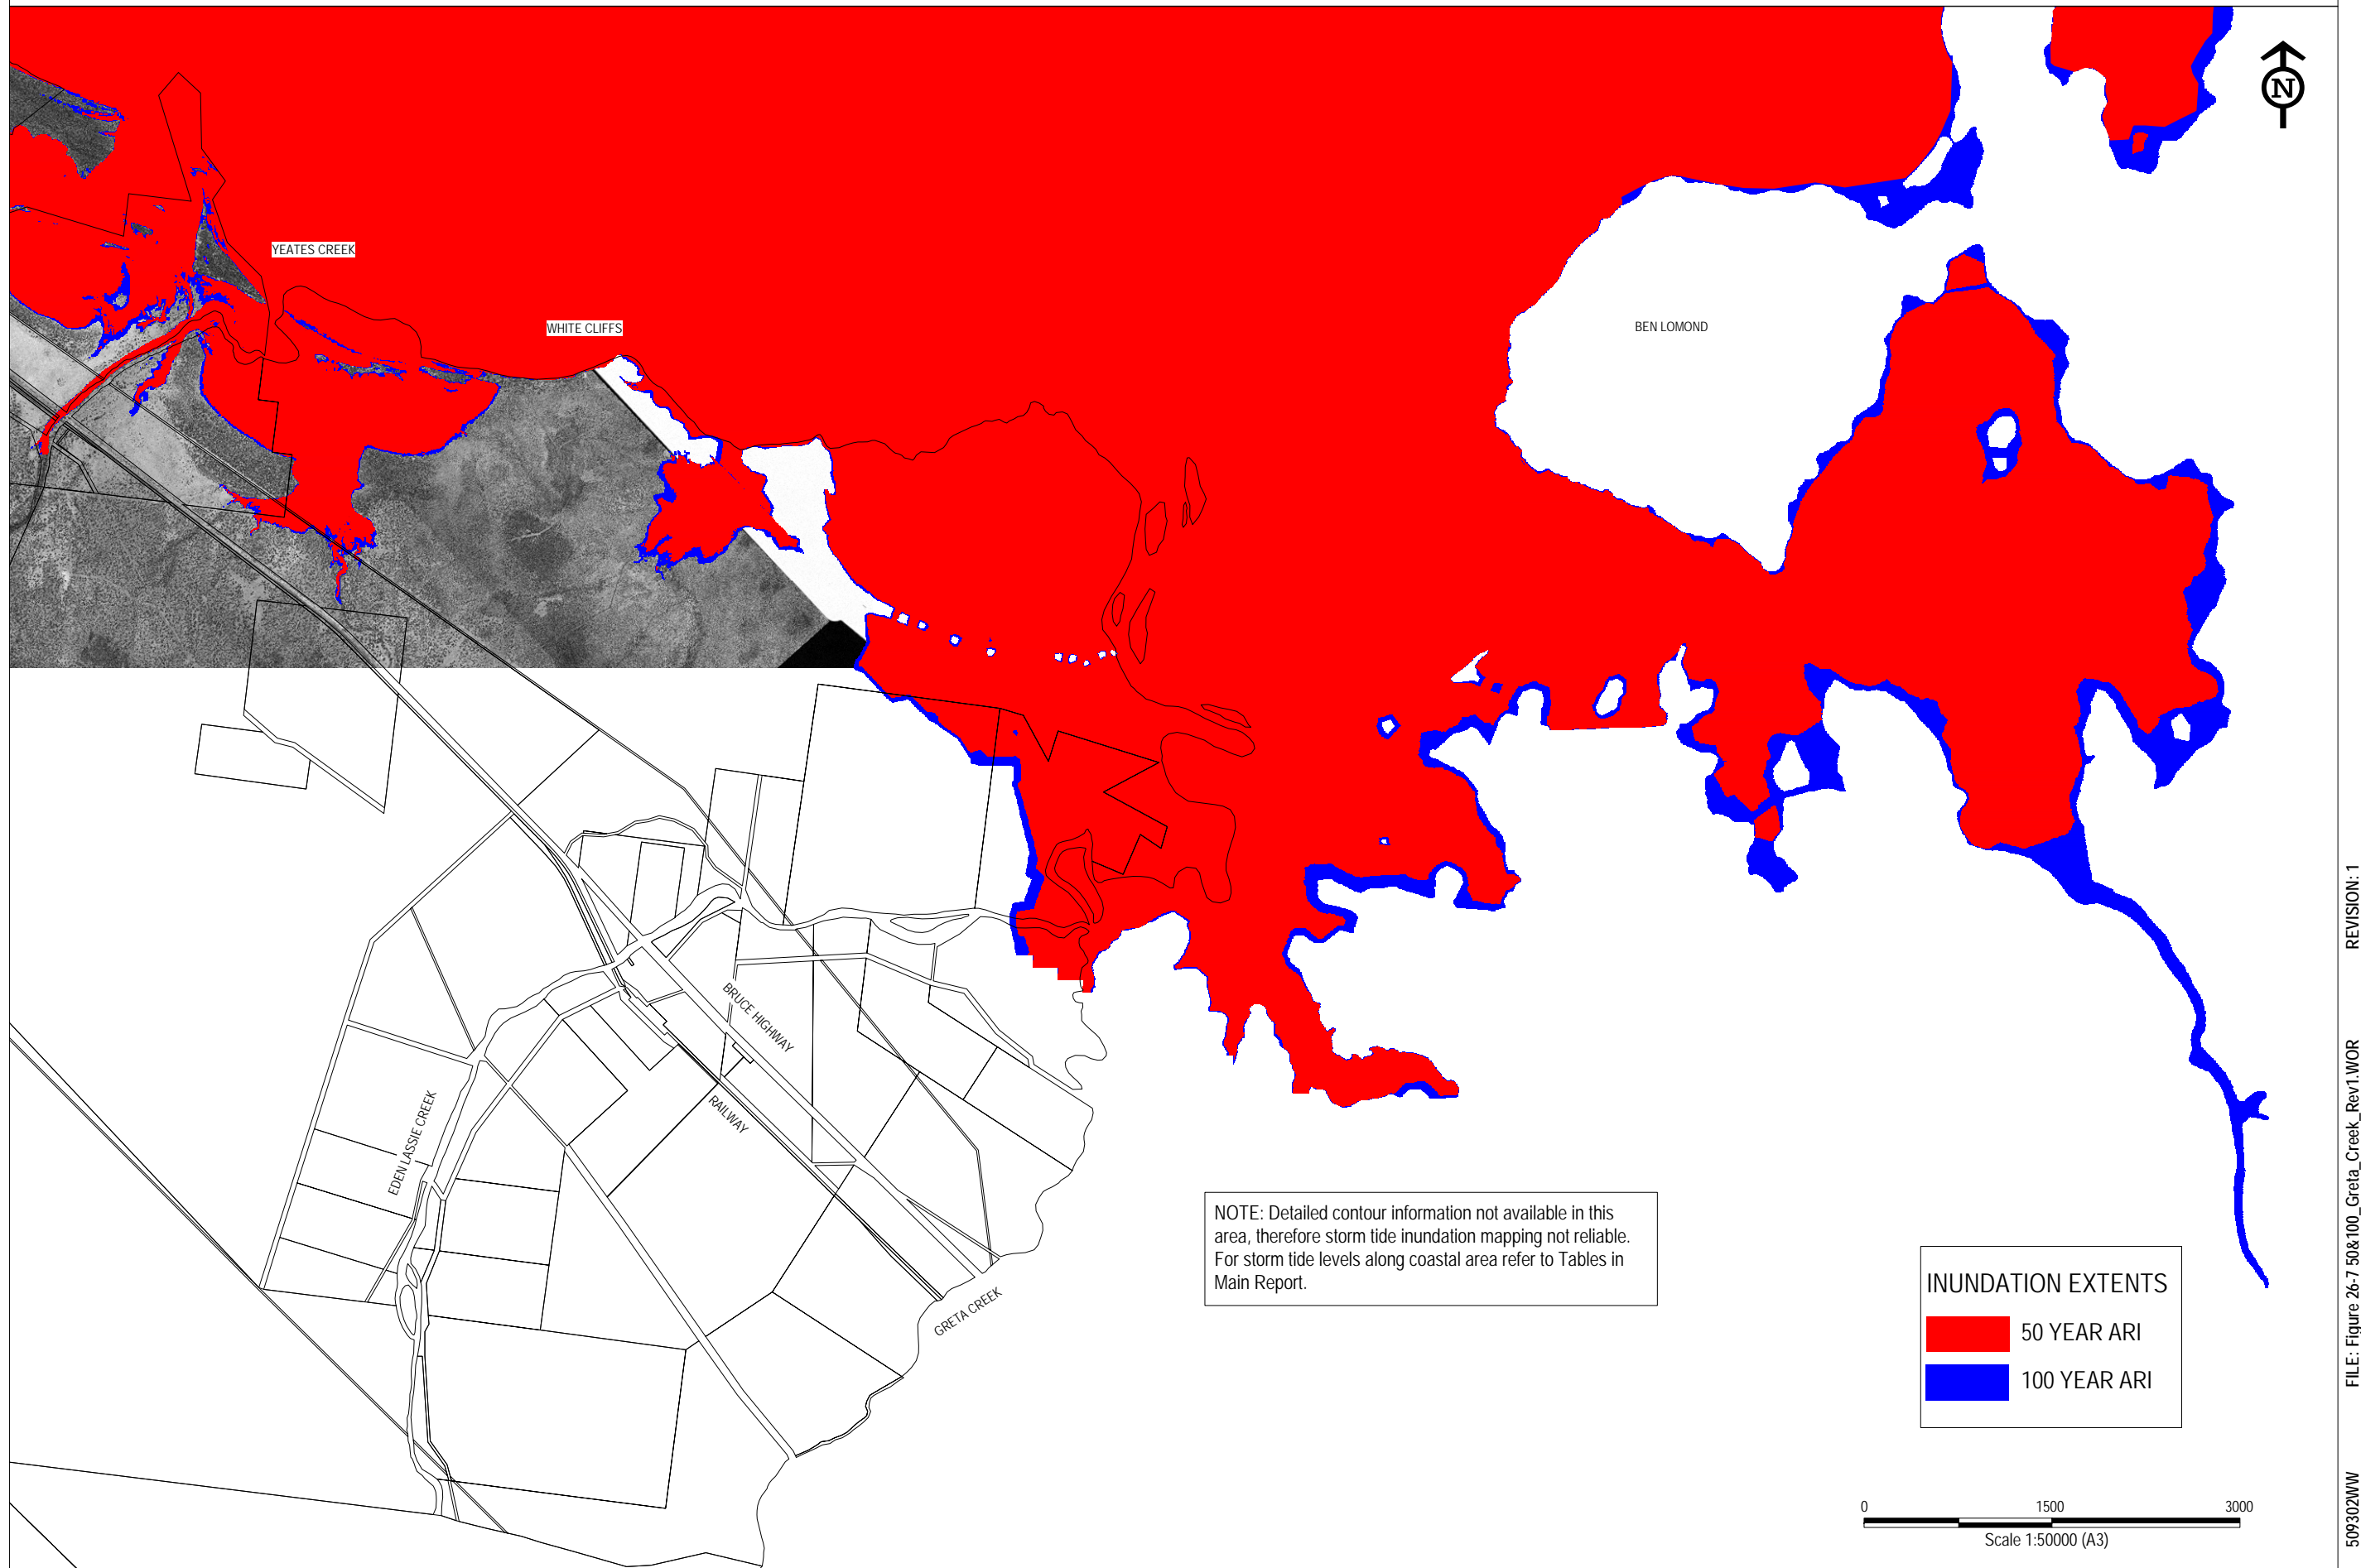 N
YEATES CREEK
WHITE CLIFFS
BEN LOMOND
BRUCE HIGHWAY
RAILWAY
EDEN LASSIE CREEK
GRETA CREEK
NOTE: Detailed contour information not available in this
area, therefore storm tide inundation mapping not reliable.
For storm tide levels along coastal area refer to Tables in
Main Report.
INUNDATION EXTENTS
50 YEAR ARI
100 YEAR ARI
0 1500 3000
Scale 1:50000 (A3)
509302WW FILE: Figure 26-7 50&100_Greta_Creek_Rev1.WOR REVISION: 1